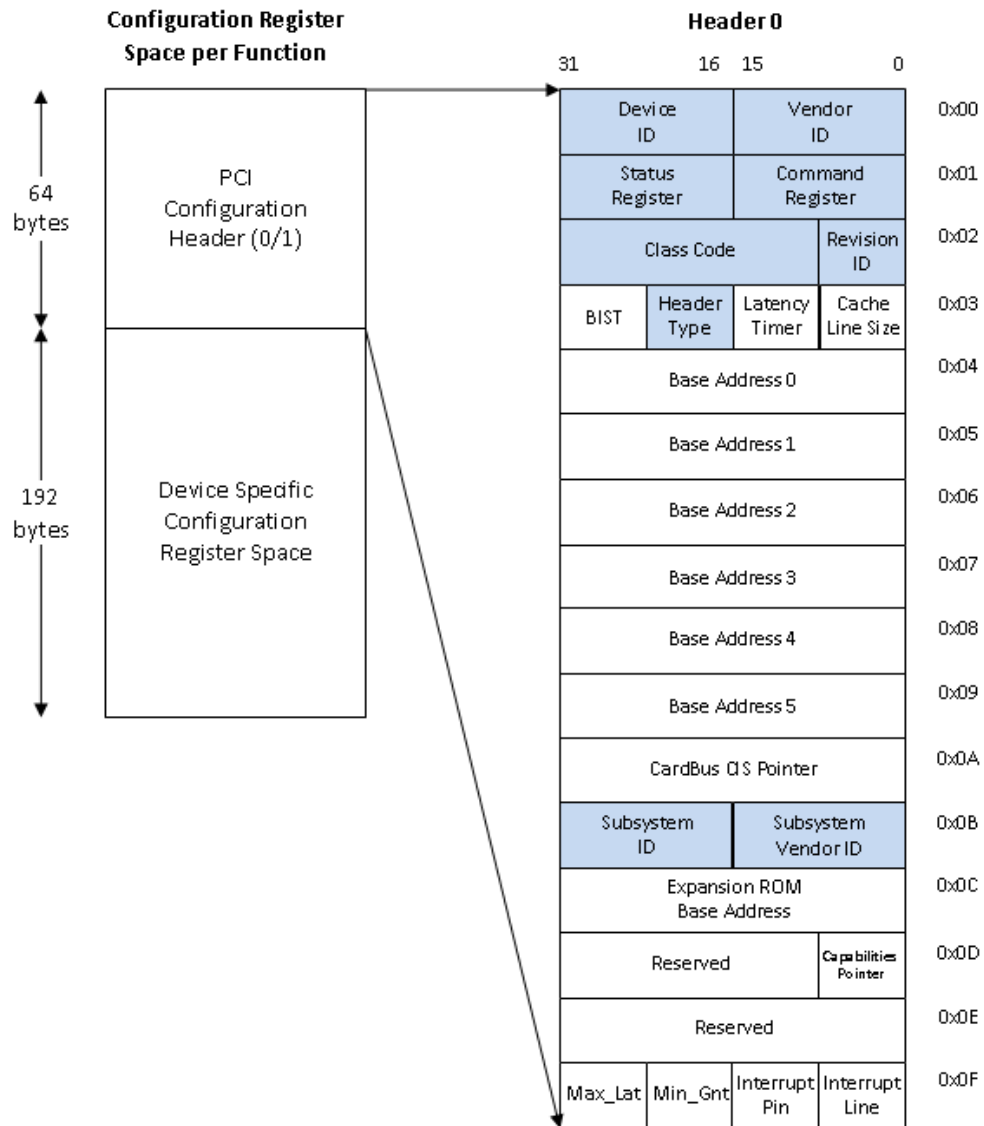 Configuration Register
Space per Function
64
bytes
PCI
Configuration
Header (0/1)
192
bytes
Device Specific
Configuration
Register Space
Header 0
31 16 15 0
Device
ID
Vendor
ID
0x00
Status
Register
Command
Register
0x01
Class Code
Revision
ID
0x02
BIST
Header
Type
Latency
Timer
Cache
Line Size
0x03
Base Address 0
0x04
Base Address 1
0x05
Base Address 2
0x06
Base Address 3
0x07
Base Address 4
0x08
Base Address 5
0x09
CardBus CIS Pointer
0x0A
Subsystem
ID
Subsystem
Vendor ID
0x0B
Expansion ROM
Base Address
0x0C
Reserved
Capabilities
Pointer
0x0D
Reserved
0x0E
Max_Lat
Min_Gnt
Interrupt
Pin
Interrupt
Line
0x0F